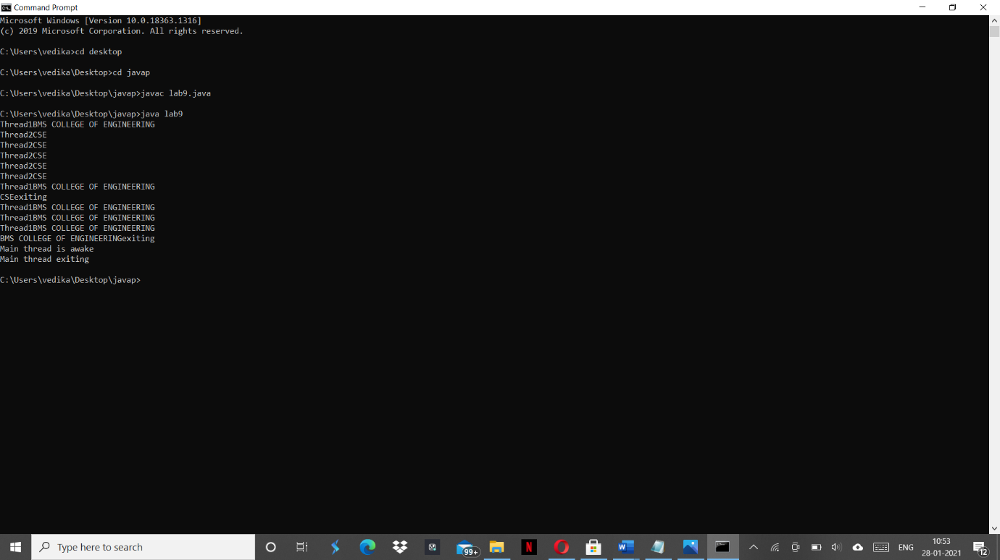 Command Prompt
Microsoft Windows [Version 10.0.18363.1316]
(c) 2019 Microsoft Corporation. All rights reserved.
C:\Users\vedika>cd desktop
C:\Users\vedika\Desktop>cd javap
C:\Users\vedika\Desktop\javap>javac lab9.java
C:\Users\vedika\Desktop\javap>java lab9
Thread1BMS COLLEGE OF ENGINEERING
Thread2CSE
Thread2CSE
Thread2CSE
Thread2CSE
Thread2CSE
Thread1BMS COLLEGE OF ENGINEERING
CSEexiting
Thread1BMS COLLEGE OF ENGINEERING
Thread1BMS COLLEGE OF ENGINEERING
Thread1BMS COLLEGE OF ENGINEERING
BMS COLLEGE OF ENGINEERINGexiting
Main thread is awake
Main thread exiting
C:\Users\vedika\Desktop\javap>
Type here to search
99+
N
W
ENG
10:53
28-01-2021
12